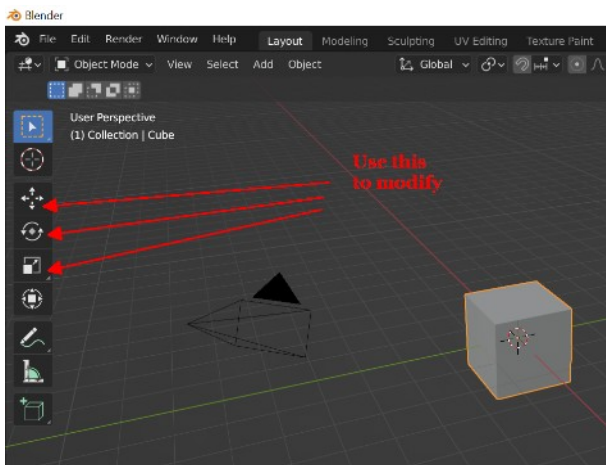 Blender
File Edit Render Window Help Layout Modeling Sculpting UV Editing Texture Paint
Object Mode View Select Add Object Global
User Perspective
(1) Collection | Cube
Use this
to modify